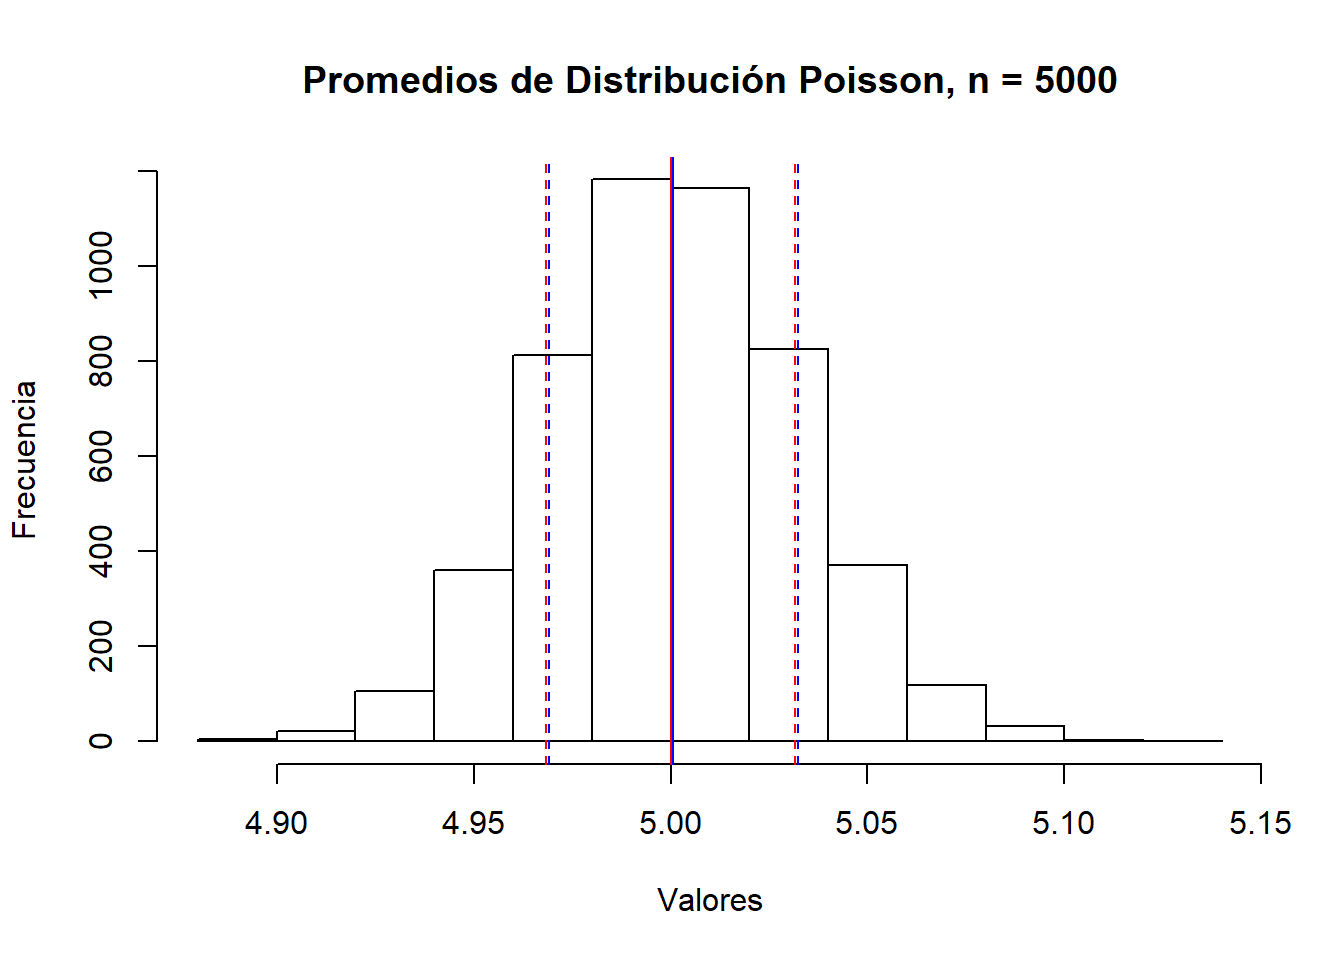 Promedios de Distribución Poisson, n = 5000
Frecuencia
1000
800
600
400
200
0
4.90 4.95 5.00 5.05 5.10 5.15
Valores